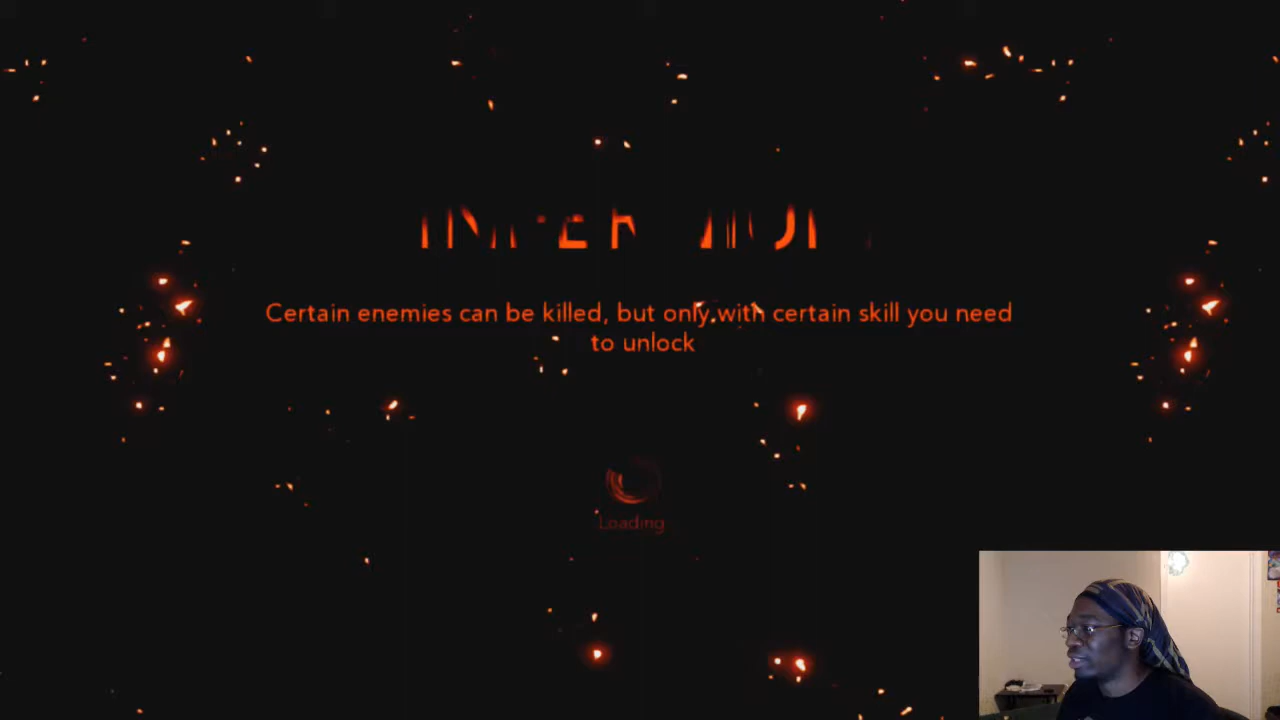 Certain enemies can be killed, but only with certain skill you need
to unlock
Loading